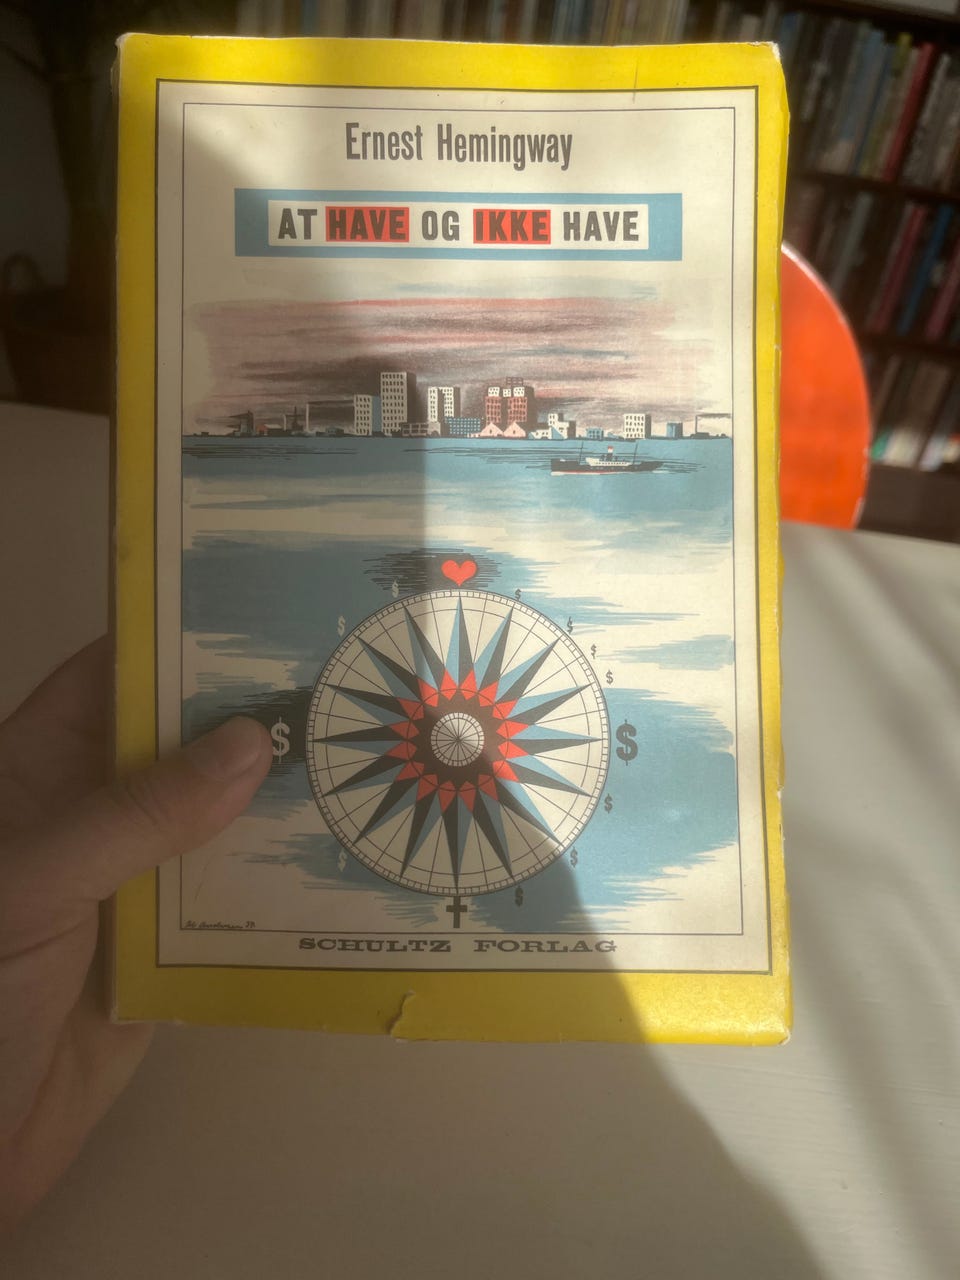 Ernest Hemingway
AT HAVE OG IKKE HAVE
$ $
$ $
$
$
$ $
$
$ $
$
SCHULTZ FORLAG